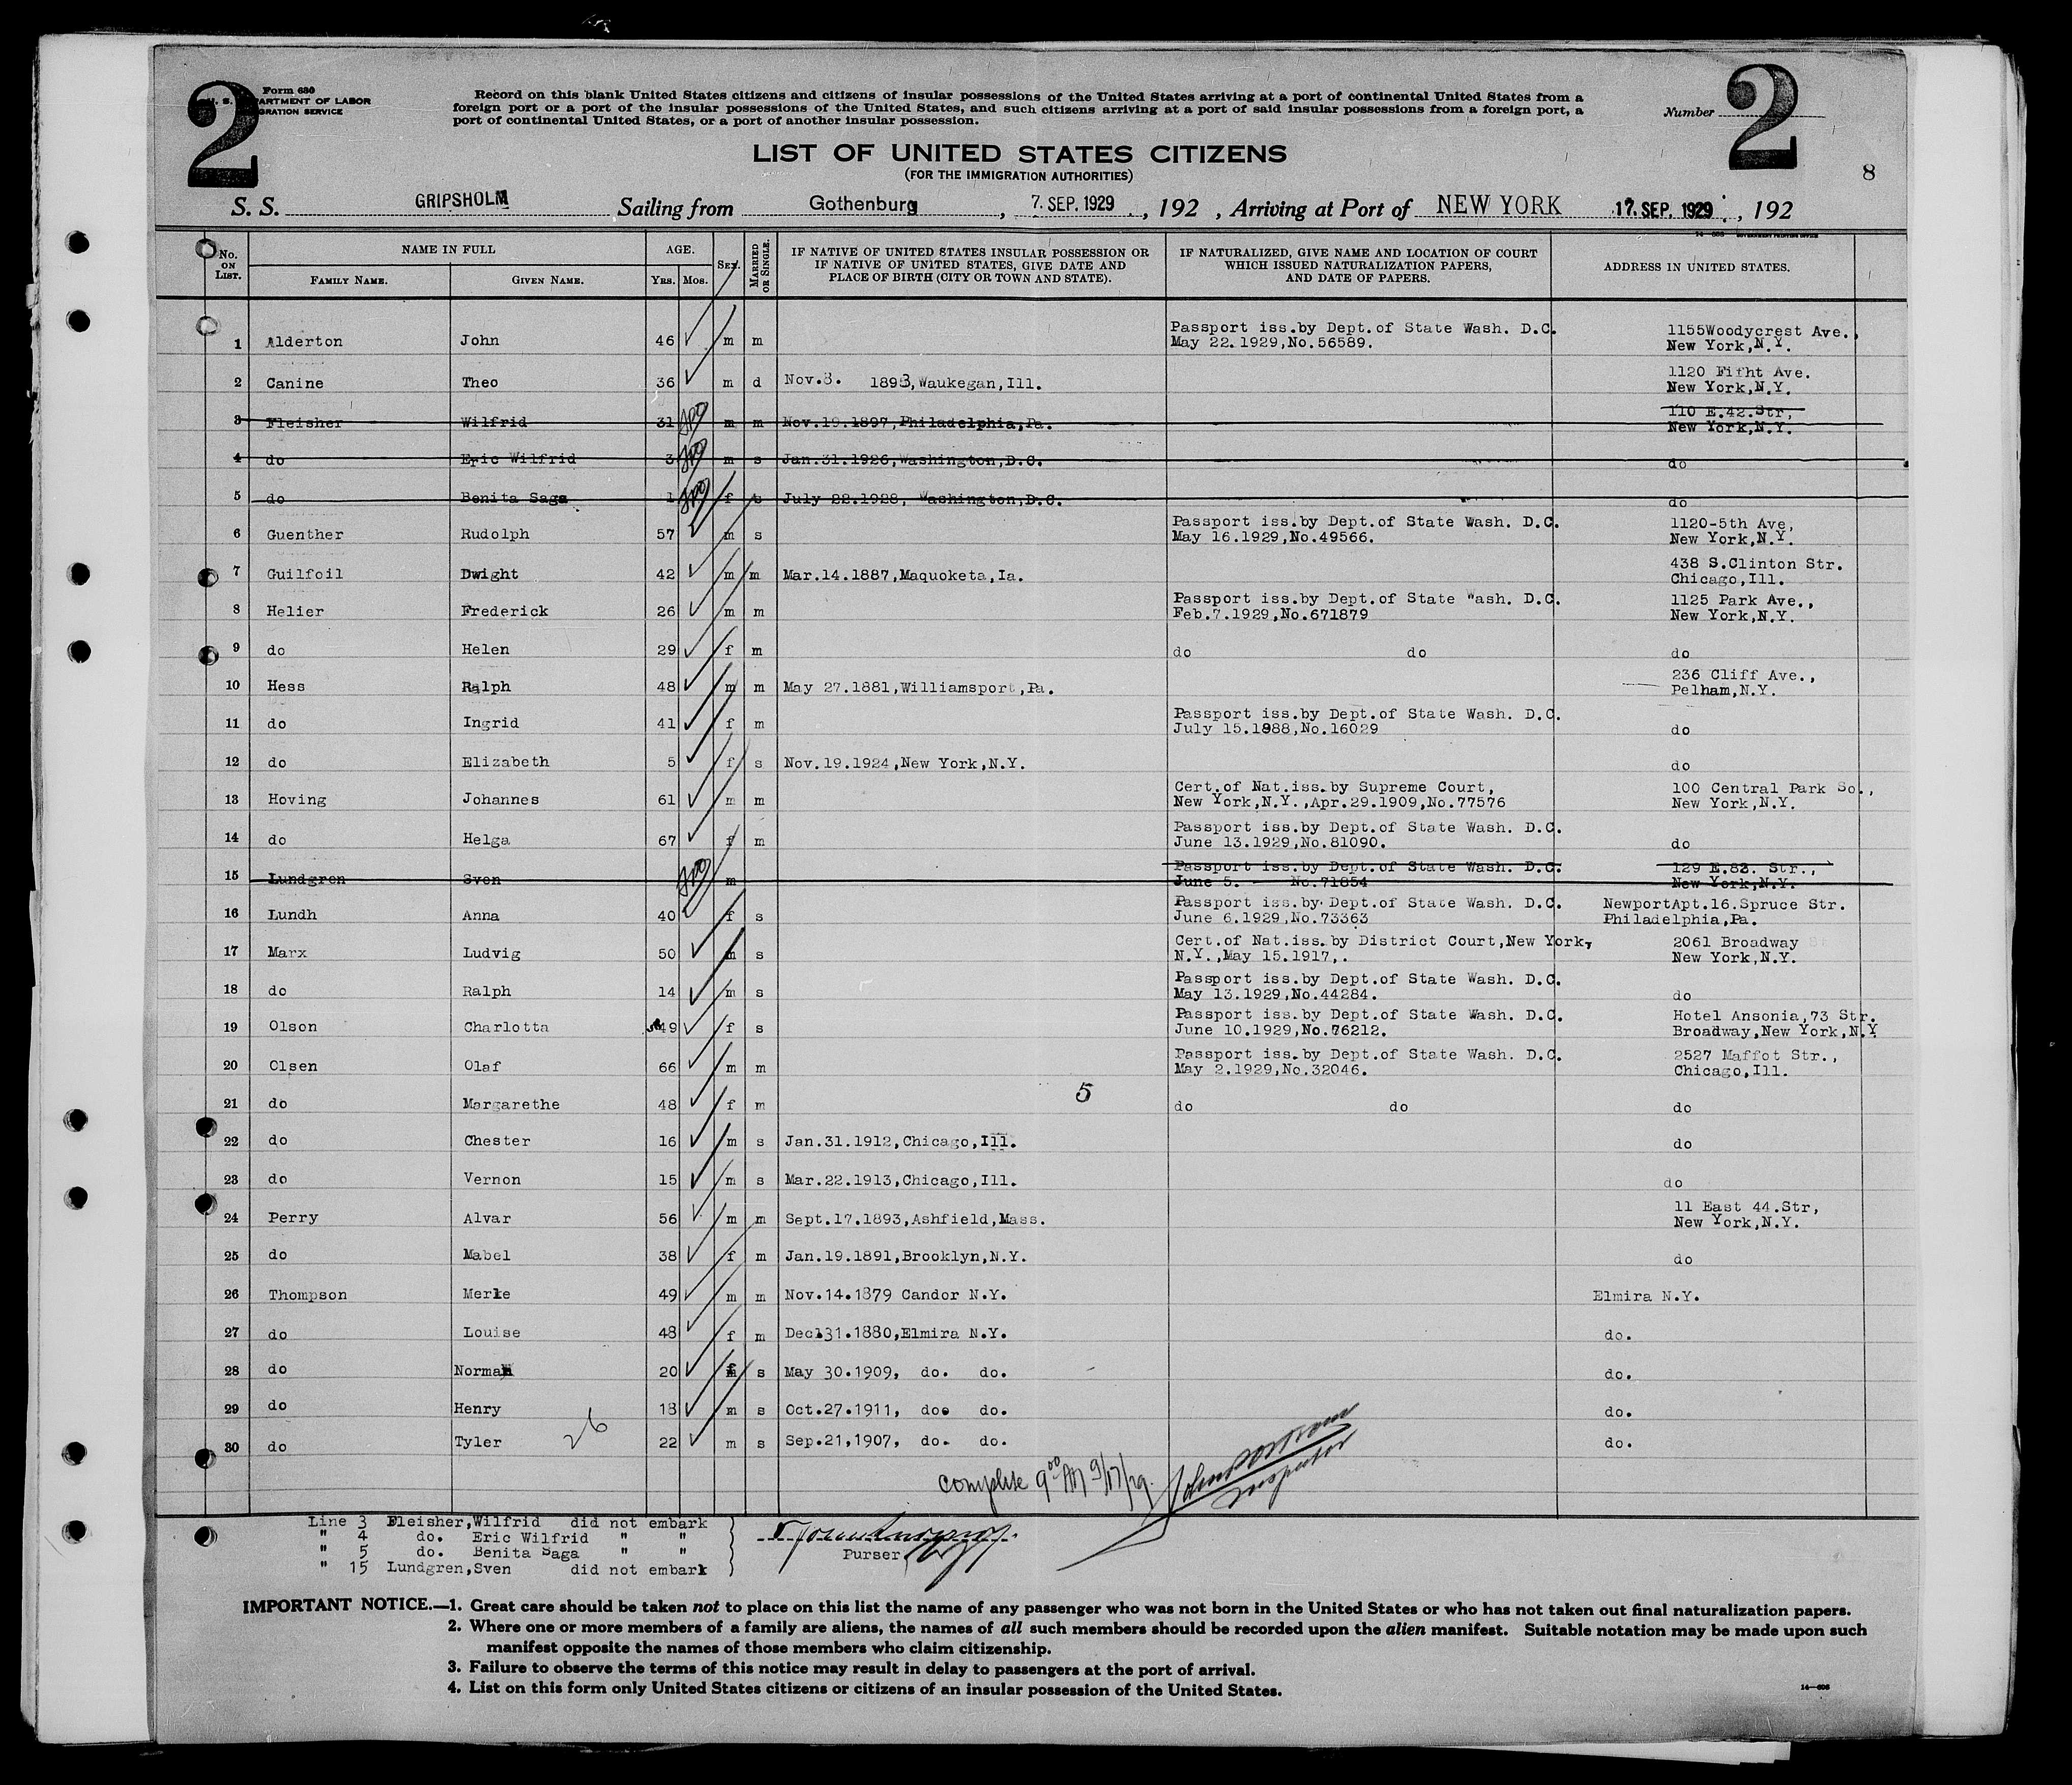 2
Form 630
U. S. DEPARTMENT OF LABOR
IMMIGRATION SERVICE
Record on this blank United States citizens and citizens of insular possessions of the United States arriving at a port of continental United States from a
foreign port or a port of the insular possessions of the United States, and such citizens arriving at a port of said insular possessions from a foreign port, a
port of continental United States, or a port of another insular possession.
Number
2
LIST OF UNITED STATES CITIZENS
(FOR THE IMMIGRATION AUTHORITIES)
8
S. S. GRIPSHOLM Sailing from Gothenburg, 7. SEP. 1929, 192 , Arriving at Port of NEW YORK 17. SEP. 1929, 192
No. ON LIST. NAME IN FULL FAMILY NAME. GIVEN NAME. AGE. YRS. MOS. SEX. MARRIED OR SINGLE. IF NATIVE OF UNITED STATES INSULAR POSSESSION OR IF NATIVE OF UNITED STATES, GIVE DATE AND PLACE OF BIRTH (CITY OR TOWN AND STATE). IF NATURALIZED, GIVE NAME AND LOCATION OF COURT WHICH ISSUED NATURALIZATION PAPERS, AND DATE OF PAPERS. ADDRESS IN UNITED STATES.
1 Alderton John 46 m m Passport iss.by Dept.of State Wash. D.C. May 22.1929,No.56589. 1155Woodycrest Ave., New York,N.Y.
2 Canine Theo 36 m d Nov.8. 1893,Waukegan,Ill. 1120 Fifht Ave. New York,N.Y.
3 Fleisher Wilfrid 31 m m Nov.19.1897,Philadelphia,Pa. 110 E.42.Str, New York,N.Y.
4 do Eric Wilfrid 3 m s Jan.31.1926,Washington,D.C. do
5 do Benita Saga 1 f s July 22.1928, Washington,D.C. do
6 Guenther Rudolph 57 m s Passport iss.by Dept.of State Wash. D.C. May 16.1929,No.49566. 1120-5th Ave, New York,N.Y.
7 Guilfoil Dwight 42 m m Mar.14.1887,Maquoketa,Ia. 438 S.Clinton Str. Chicago,Ill.
8 Helier Frederick 26 m m Passport iss.by Dept.of State Wash. D.C. Feb.7.1929,No.671879 1125 Park Ave., New York,N.Y.
9 do Helen 29 f m do do do
10 Hess Ralph 48 m m May 27.1881,Williamsport,Pa. 236 Cliff Ave., Pelham,N.Y.
11 do Ingrid 41 f m Passport iss.by Dept.of State Wash. D.C. July 15.1988,No.16029 do
12 do Elizabeth 5 f s Nov.19.1924,New York,N.Y. do
13 Hoving Johannes 61 m m Cert.of Nat.iss.by Supreme Court, New York,N.Y.,Apr.29.1909,No.77576 100 Central Park So., New York,N.Y.
14 do Helga 67 f m Passport iss.by Dept.of State Wash. D.C. June 13.1929,No.81090. do
15 Lundgren Sven m Passport iss.by Dept.of State Wash. D.C. June 5. No.71854 129 E.82. Str., New York,N.Y.
16 Lundh Anna 40 f s Passport iss.by Dept.of State Wash. D.C. June 6.1929,No.73363 NewportApt.16.Spruce Str. Philadelphia,Pa.
17 Marx Ludvig 50 m s Cert.of Nat.iss.by District Court,New York, N.Y.,May 15.1917,. 2061 Broadway New York,N.Y.
18 do Ralph 14 m s Passport iss.by Dept.of State Wash. D.C. May 13.1929,No.44284. do
19 Olson Charlotta 49 f s Passport iss.by Dept.of State Wash. D.C. June 10.1929,No.76212. Hotel Ansonia,73 Str. Broadway,New York,N.Y
20 Olsen Olaf 66 m m Passport iss.by Dept.of State Wash. D.C. May 2.1929,No.32046. 2527 Maffot Str., Chicago,Ill.
5
21 do Margarethe 48 f m do do do
22 do Chester 16 m s Jan.31.1912,Chicago,Ill. do
23 do Vernon 15 m s Mar.22.1913,Chicago,Ill. do
24 Perry Alvar 56 m m Sept.17.1893,Ashfield,Mass. 11 East 44.Str, New York,N.Y.
25 do Mabel 38 f m Jan.19.1891,Brooklyn,N.Y. do
26 Thompson Merle 49 m m Nov.14.1879 Candor N.Y. Elmira N.Y.
27 do Louise 48 f m Dec131.1880,Elmira N.Y. do.
28 do Norman 20 s May 30.1909, do. do. do.
29 do Henry 18 m s Oct.27.1911, do. do. do.
30 do Tyler 22 m s Sep.21,1907, do. do. do.
26
complete 9⁰⁰ AM 9/17/29.
Inspector
Line 3 Fleisher,Wilfrid did not embark
" 4 do. Eric Wilfrid " "
" 5 do. Benita Saga " "
" 15 Lundgren,Sven did not embark
Purser
IMPORTANT NOTICE.—1. Great care should be taken not to place on this list the name of any passenger who was not born in the United States or who has not taken out final naturalization papers.
2. Where one or more members of a family are aliens, the names of all such members should be recorded upon the alien manifest. Suitable notation may be made upon such
manifest opposite the names of those members who claim citizenship.
3. Failure to observe the terms of this notice may result in delay to passengers at the port of arrival.
4. List on this form only United States citizens or citizens of an insular possession of the United States.